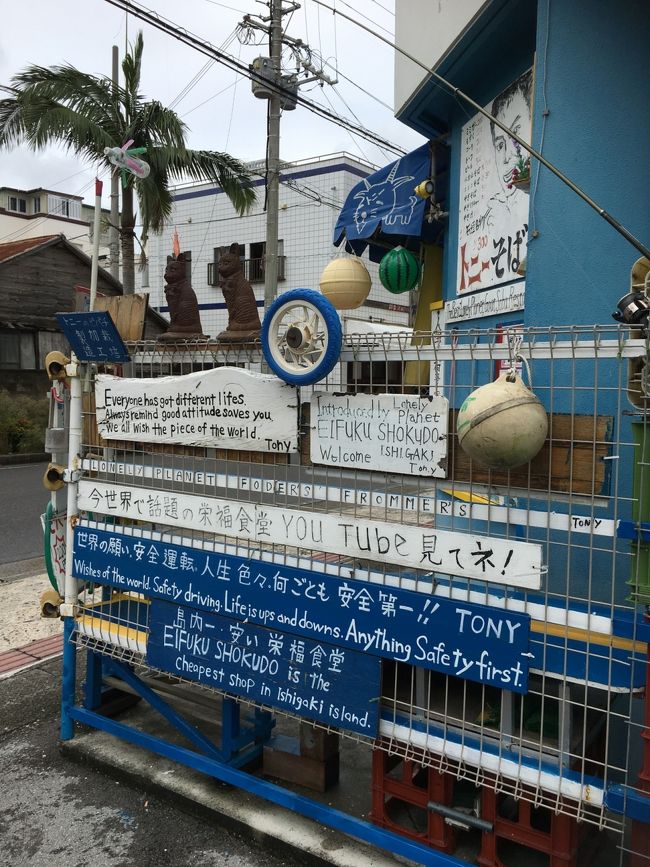 トニーそば
300
Everyone has got different lifes.
Always remind good attitude saves you.
We all wish the piece of the world. Tony
Introduced by planet Lonely
EIFUKU SHOKUDO
Welcome ISHIGAKI
Tony.
LONELY PLANET FODERS' FROMMER'S TONY
今世界で話題の栄福食堂 YOU TUbe 見てネ!
世界の願い、安全運転、人生色々、何ごとも安全第一!! TONY
Wishes of the world. Safety driving. Life is ups and downs. Anything Safety first
島内一安い栄福食堂
EIFUKU SHOKUDO is the
cheapest shop in Ishigaki island.